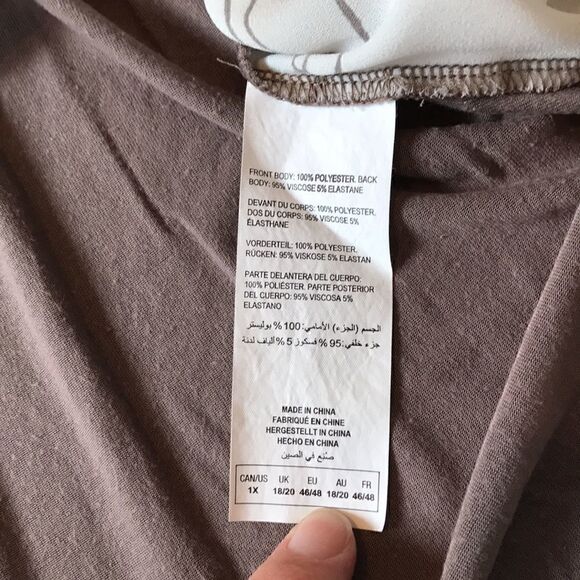 FRONT BODY: 100% POLYESTER. BACK
BODY: 95% VISCOSE 5% ELASTANE
DEVANT DU CORPS: 100% POLYESTER.
DOS DU CORPS: 95% VISCOSE 5%
ÉLASTHANE
VORDERTEIL: 100% POLYESTER.
RÜCKEN: 95% VISKOSE 5% ELASTAN
PARTE DELANTERA DEL CUERPO:
100% POLIÉSTER. PARTE POSTERIOR
DEL CUERPO: 95% VISCOSA 5%
ELASTANO
الجسم (الجزء) الأمامي: 100% بوليستر
جزء خلفي: 95% فسكوز 5% ألياف لدنة
MADE IN CHINA
FABRIQUÉ EN CHINE
HERGESTELLT IN CHINA
HECHO EN CHINA
صنع في الصين
CAN/US UK EU AU FR
1X 18/20 46/48 18/20 46/48